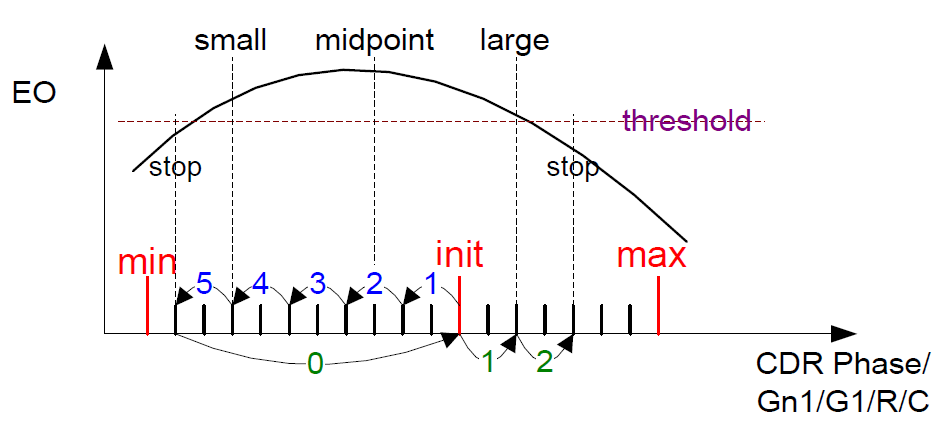 small midpoint large
EO
threshold
stop stop
min init max
5 4 3 2 1
0 1 2
CDR Phase/
Gn1/G1/R/C